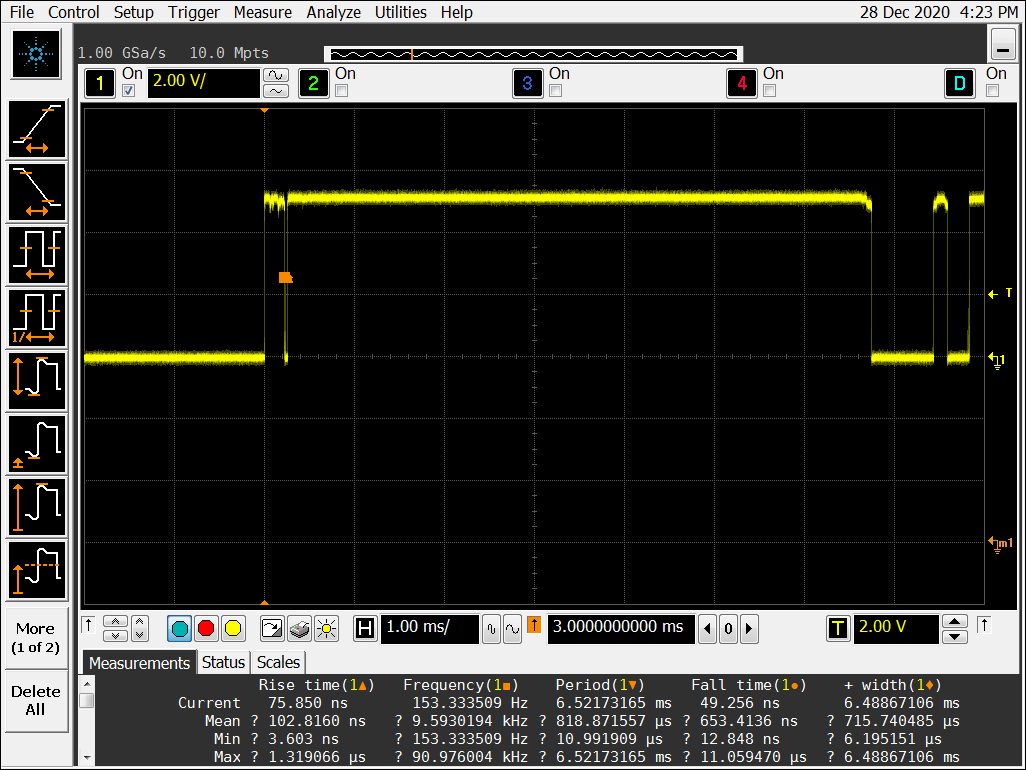 File Control Setup Trigger Measure Analyze Utilities Help 28 Dec 2020 4:23 PM
1.00 GSa/s 10.0 Mpts
1 On 2.00 V/ 2 On 3 On 4 On D On
T
1
m1
1/
More
(1 of 2)
Delete
All
H 1.00 ms/ 3.0000000000 ms 0 T 2.00 V
Measurements Status Scales
Rise time(1▲) Frequency(1■) Period(1▼) Fall time(1●) + width(1♦)
Current 75.850 ns 153.333509 Hz 6.52173165 ms 49.256 ns 6.48867106 ms
Mean ? 102.8160 ns ? 9.5930194 kHz ? 818.871557 µs ? 653.4136 ns ? 715.740485 µs
Min ? 3.603 ns ? 153.333509 Hz ? 10.991909 µs ? 12.848 ns ? 6.195151 µs
Max ? 1.319066 µs ? 90.976004 kHz ? 6.52173165 ms ? 11.059470 µs ? 6.48867106 ms